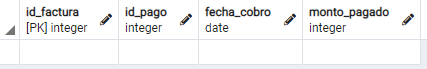 id_factura id_pago fecha_cobro monto_pagado
[PK] integer integer date integer